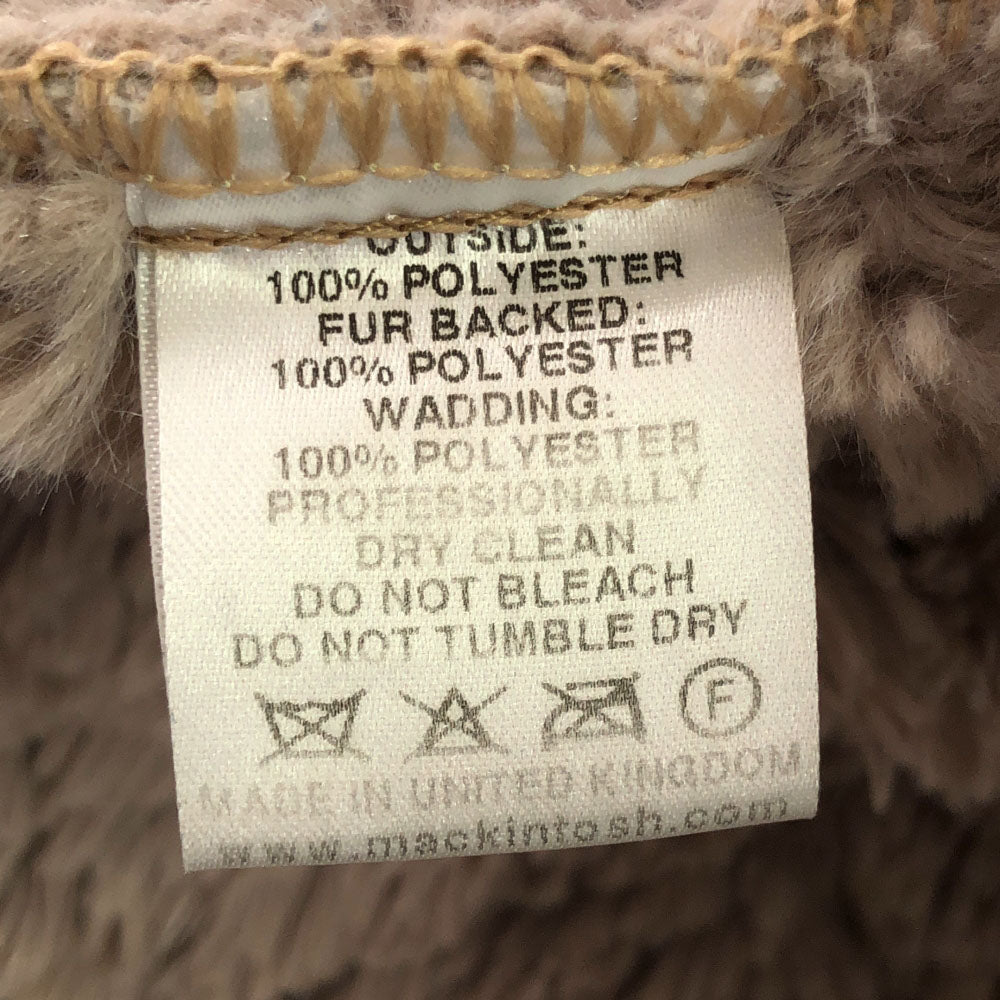 OUTSIDE:
100% POLYESTER
FUR BACKED:
100% POLYESTER
WADDING:
100% POLYESTER
PROFESSIONALLY
DRY CLEAN
DO NOT BLEACH
DO NOT TUMBLE DRY
F
MADE IN UNITED KINGDOM
www.mackintosh.com